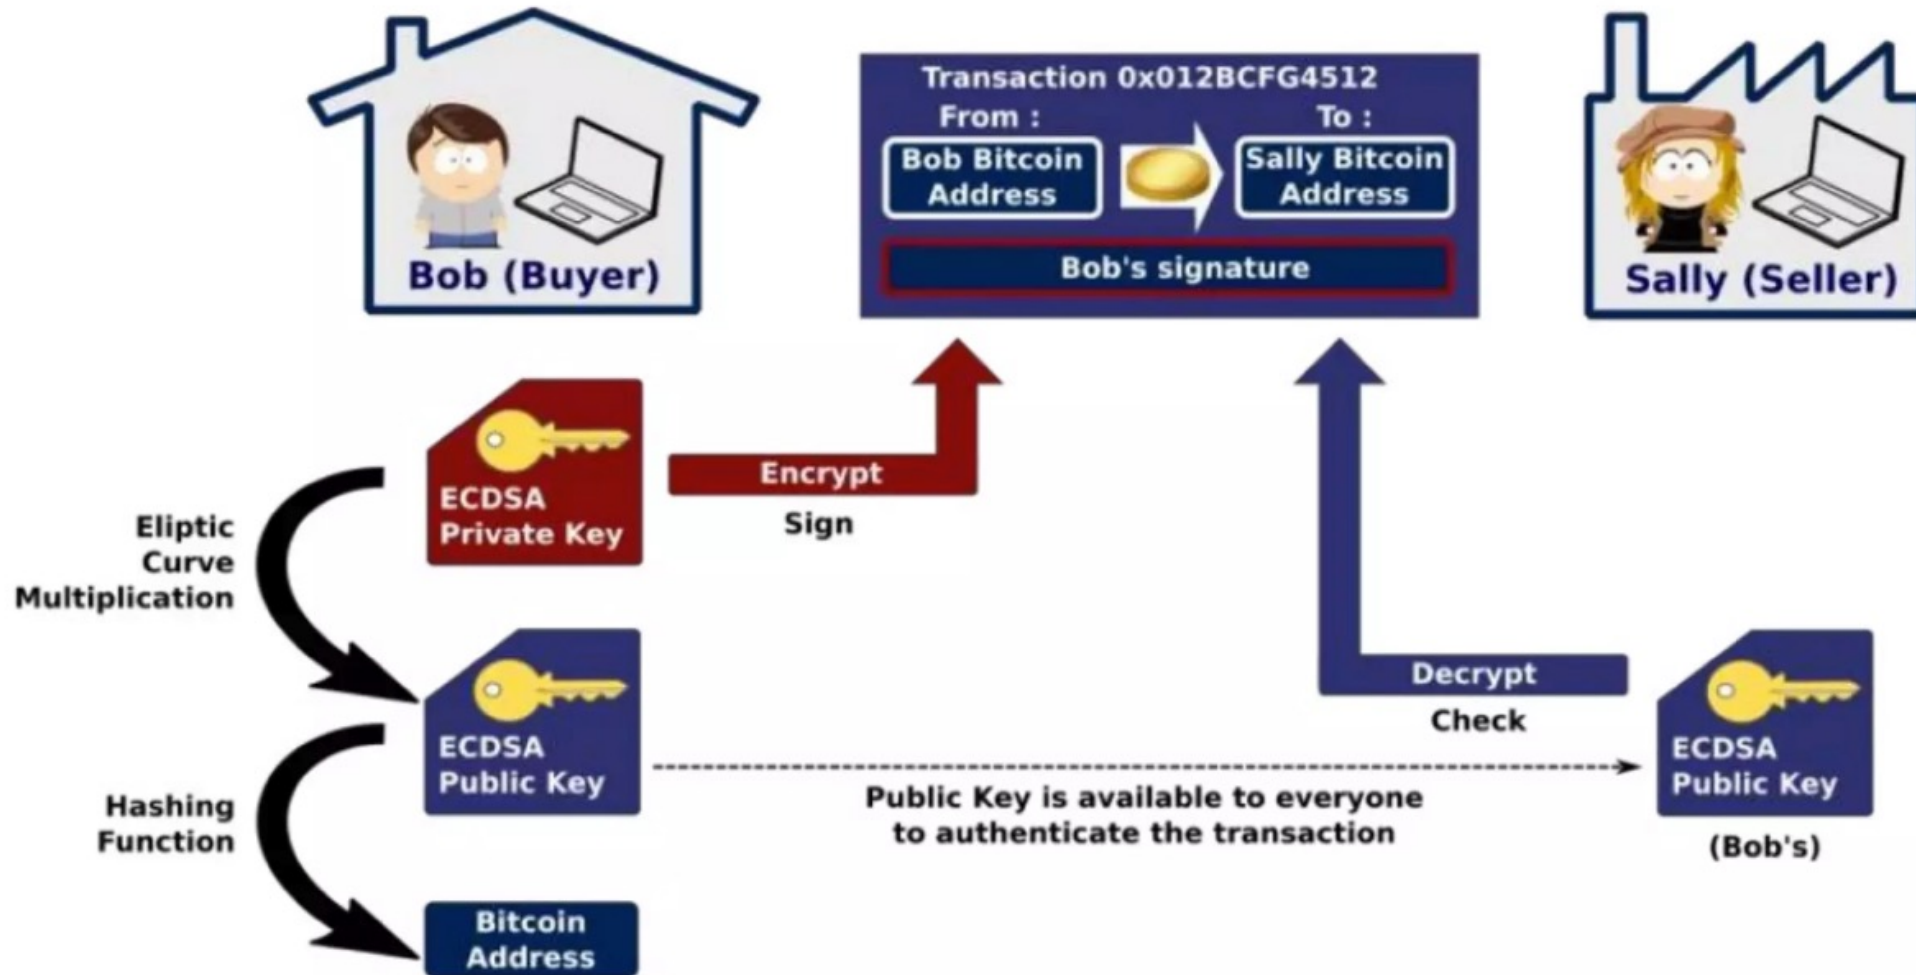 Transaction 0x012BCFG4512
From :
To :
Bob Bitcoin
Address
Sally Bitcoin
Address
Bob's signature
Bob (Buyer)
Sally (Seller)
ECDSA
Private Key
Encrypt
Sign
Eliptic
Curve
Multiplication
ECDSA
Public Key
Decrypt
Check
ECDSA
Public Key
(Bob's)
Public Key is available to everyone
to authenticate the transaction
Hashing
Function
Bitcoin
Address